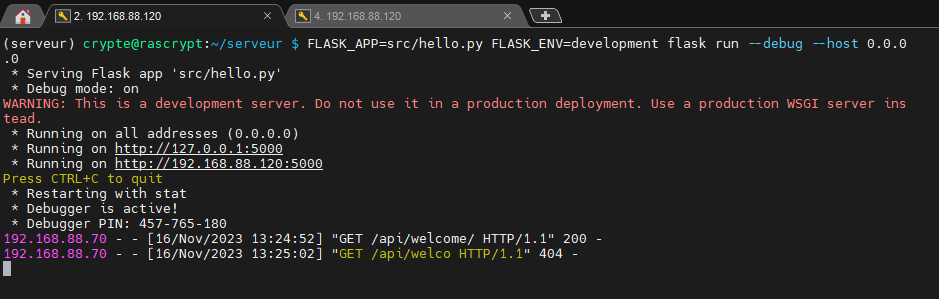 2. 192.168.88.120
4. 192.168.88.120
(serveur) crypte@rascrypt:~/serveur $ FLASK_APP=src/hello.py FLASK_ENV=development flask run --debug --host 0.0.0
.0
 * Serving Flask app 'src/hello.py'
 * Debug mode: on
WARNING: This is a development server. Do not use it in a production deployment. Use a production WSGI server ins
tead.
 * Running on all addresses (0.0.0.0)
 * Running on http://127.0.0.1:5000
 * Running on http://192.168.88.120:5000
Press CTRL+C to quit
 * Restarting with stat
 * Debugger is active!
 * Debugger PIN: 457-765-180
192.168.88.70 - - [16/Nov/2023 13:24:52] "GET /api/welcome/ HTTP/1.1" 200 -
192.168.88.70 - - [16/Nov/2023 13:25:02] "GET /api/welco HTTP/1.1" 404 -